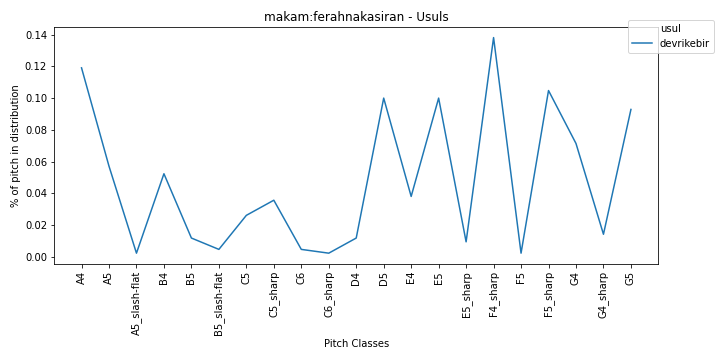 makam:ferahnakasiran - Usuls
usul
devrikebir
% of pitch in distribution
0.14
0.12
0.10
0.08
0.06
0.04
0.02
0.00
A4
A5
A5_slash-flat
B4
B5
B5_slash-flat
C5
C5_sharp
C6
C6_sharp
D4
D5
E4
E5
E5_sharp
F4_sharp
F5
F5_sharp
G4
G4_sharp
G5
Pitch Classes